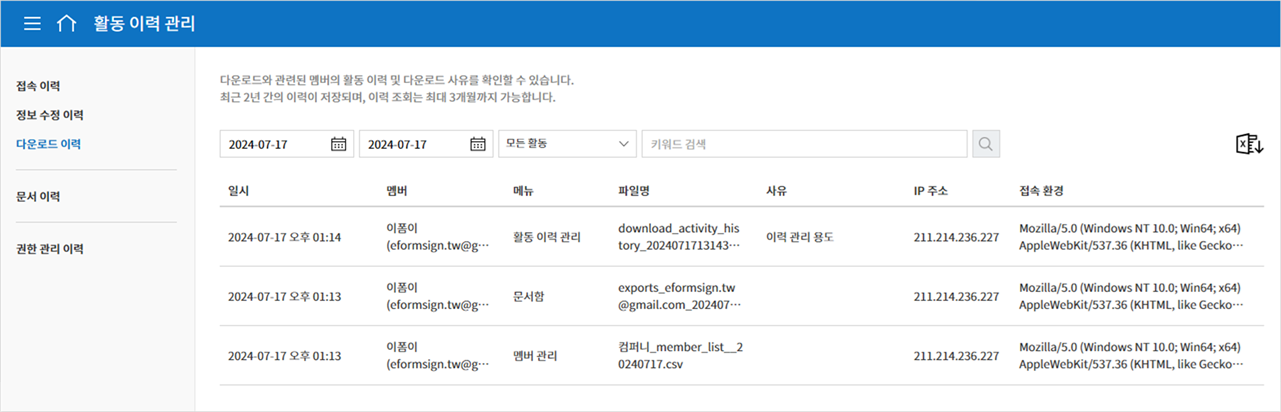 활동 이력 관리
접속 이력
정보 수정 이력
다운로드 이력
문서 이력
권한 관리 이력
다운로드와 관련된 멤버의 활동 이력 및 다운로드 사유를 확인할 수 있습니다.
최근 2년 간의 이력이 저장되며, 이력 조회는 최대 3개월까지 가능합니다.
2024-07-17 2024-07-17 모든 활동 키워드 검색
일시 멤버 메뉴 파일명 사유 IP 주소 접속 환경
2024-07-17 오후 01:14 이폼이 (eformsign.tw@g··· 활동 이력 관리 download_activity_his tory_2024071713143··· 이력 관리 용도 211.214.236.227 Mozilla/5.0 (Windows NT 10.0; Win64; x64) AppleWebKit/537.36 (KHTML, like Gecko···
2024-07-17 오후 01:13 이폼이 (eformsign.tw@g··· 문서함 exports_eformsign.tw @gmail.com_202407··· 211.214.236.227 Mozilla/5.0 (Windows NT 10.0; Win64; x64) AppleWebKit/537.36 (KHTML, like Gecko···
2024-07-17 오후 01:13 이폼이 (eformsign.tw@g··· 멤버 관리 컴퍼니_member_list__2 0240717.csv 211.214.236.227 Mozilla/5.0 (Windows NT 10.0; Win64; x64) AppleWebKit/537.36 (KHTML, like Gecko···